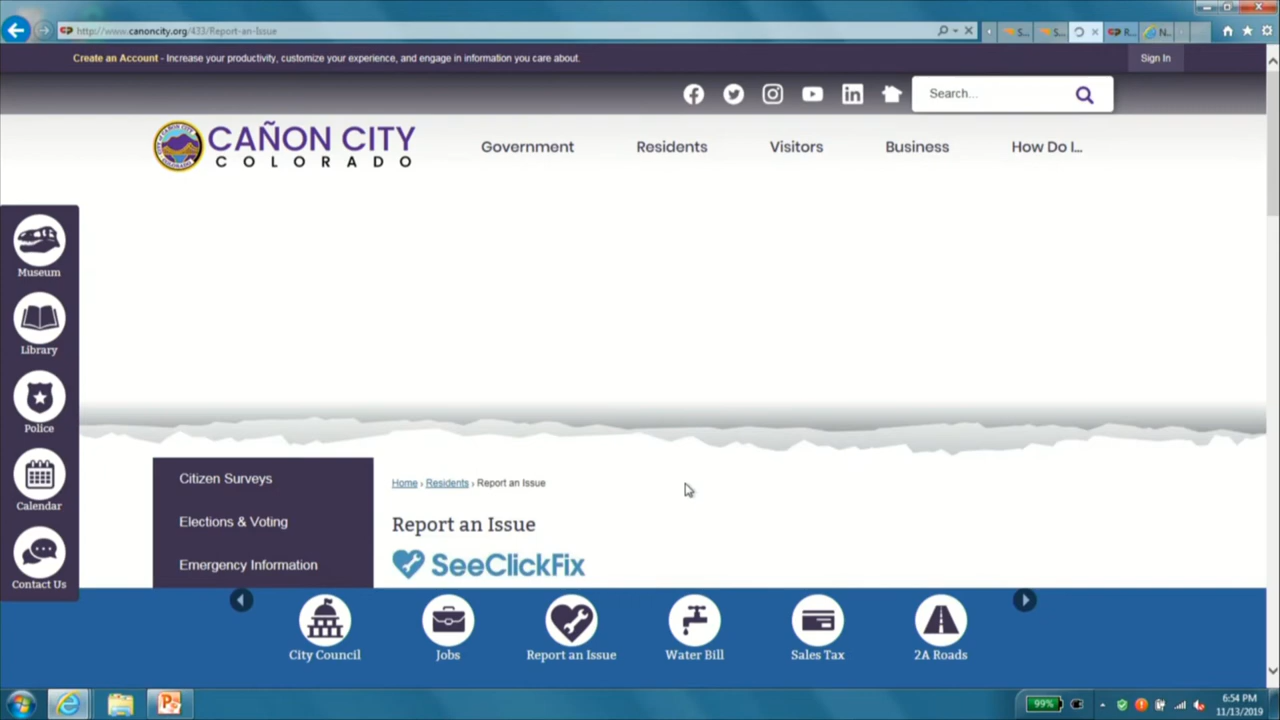 http://www.canoncity.org/433/Report-an-Issue
S...
S...
R...
N...
Create an Account - Increase your productivity, customize your experience, and engage in information you care about.
Sign In
Search...
CAÑON CITY
COLORADO
Government
Residents
Visitors
Business
How Do I...
Museum
Library
Police
Calendar
Contact Us
Citizen Surveys
Elections & Voting
Emergency Information
Home › Residents › Report an Issue
Report an Issue
SeeClickFix
City Council
Jobs
Report an Issue
Water Bill
Sales Tax
2A Roads
99%
6:54 PM
11/13/2019